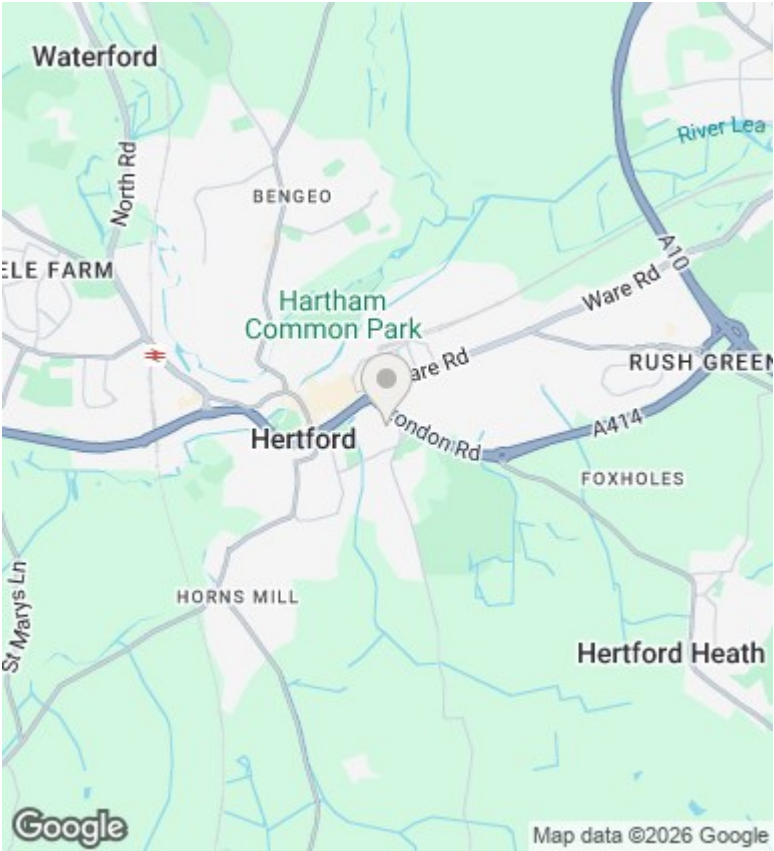 Waterford
River Lea
North Rd
BENGEO
A10
ELE FARM
Ware Rd
Hartham
Common Park
RUSH GREEN
are Rd
London Rd
A414
Hertford
FOXHOLES
St Marys Ln
HORNS MILL
Hertford Heath
Google
Map data ©2026 Google